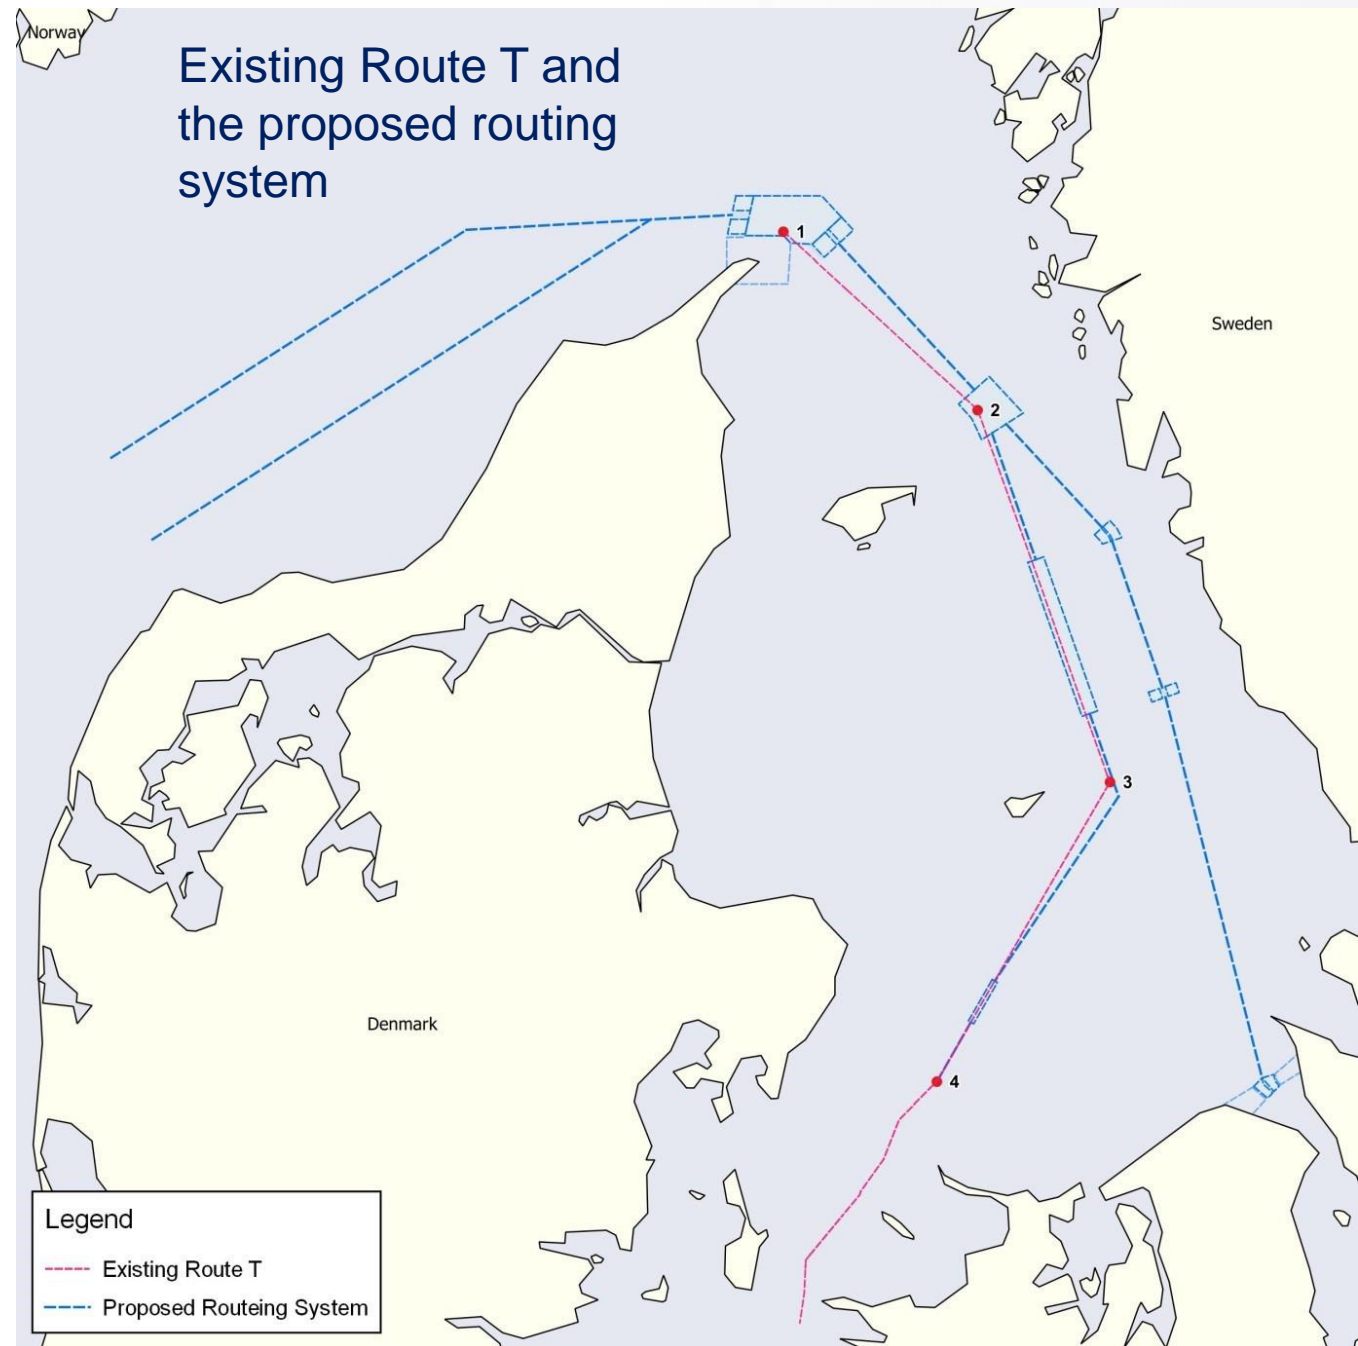 Norway
Existing Route T and
the proposed routing
system
1
Sweden
2
3
Denmark
4
Legend
Existing Route T
Proposed Routeing System